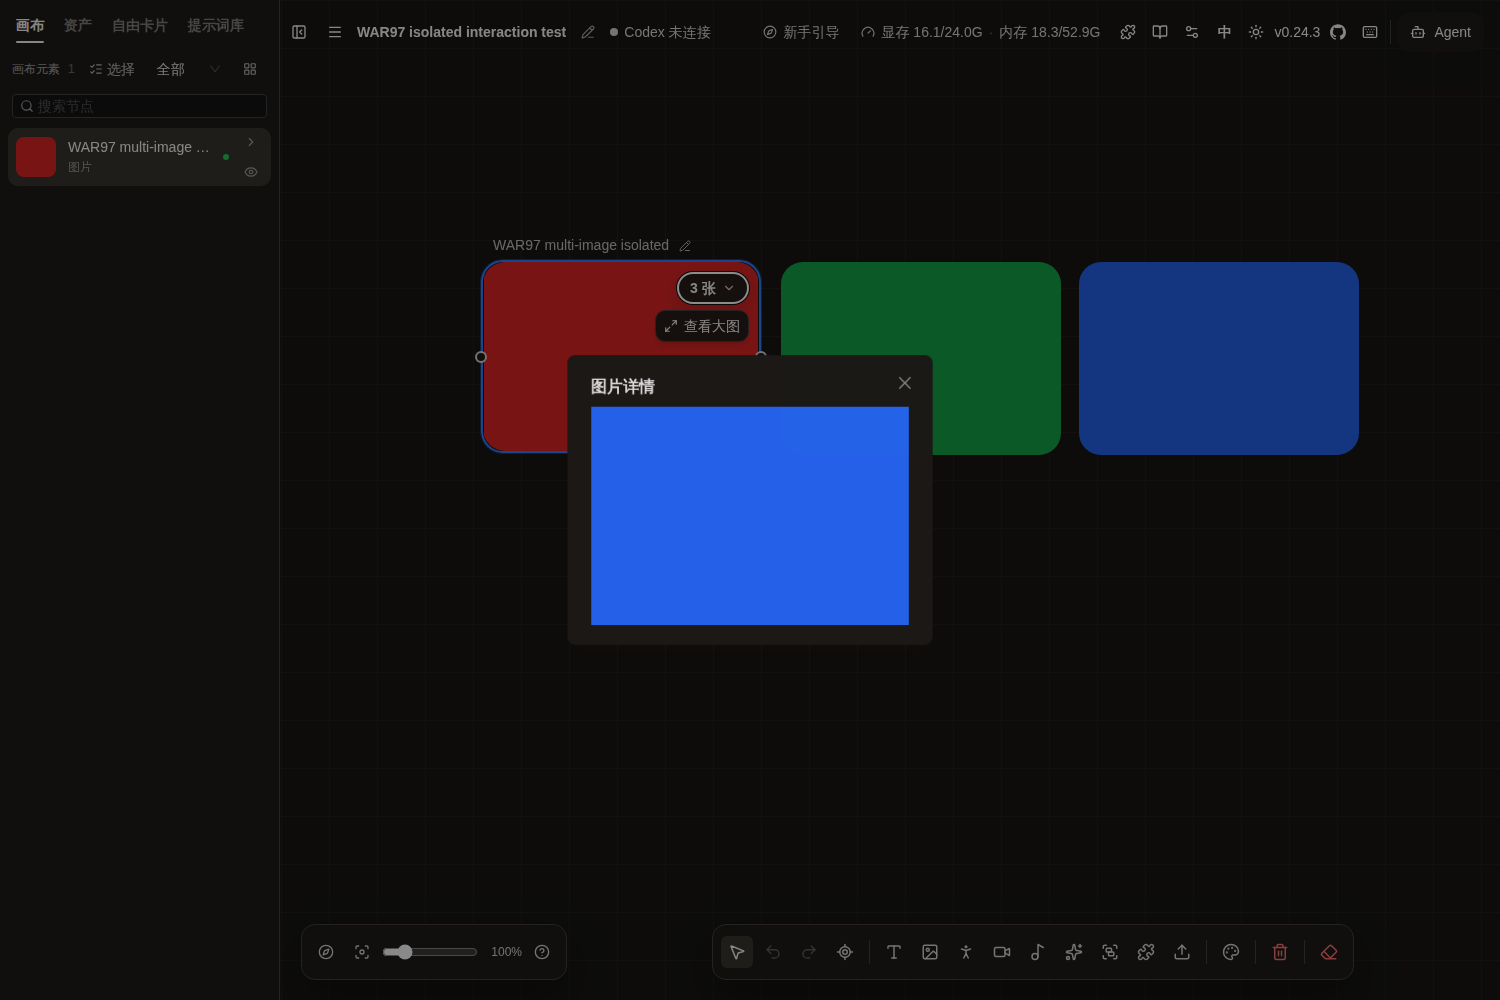 画布 资产 自由卡片 提示词库
画布元素 1 选择 全部
搜索节点
WAR97 multi-image ...
图片
WAR97 isolated interaction test Codex 未连接 新手引导 显存 16.1/24.0G · 内存 18.3/52.9G 中 v0.24.3 Agent
WAR97 multi-image isolated
3 张
查看大图
图片详情
100%